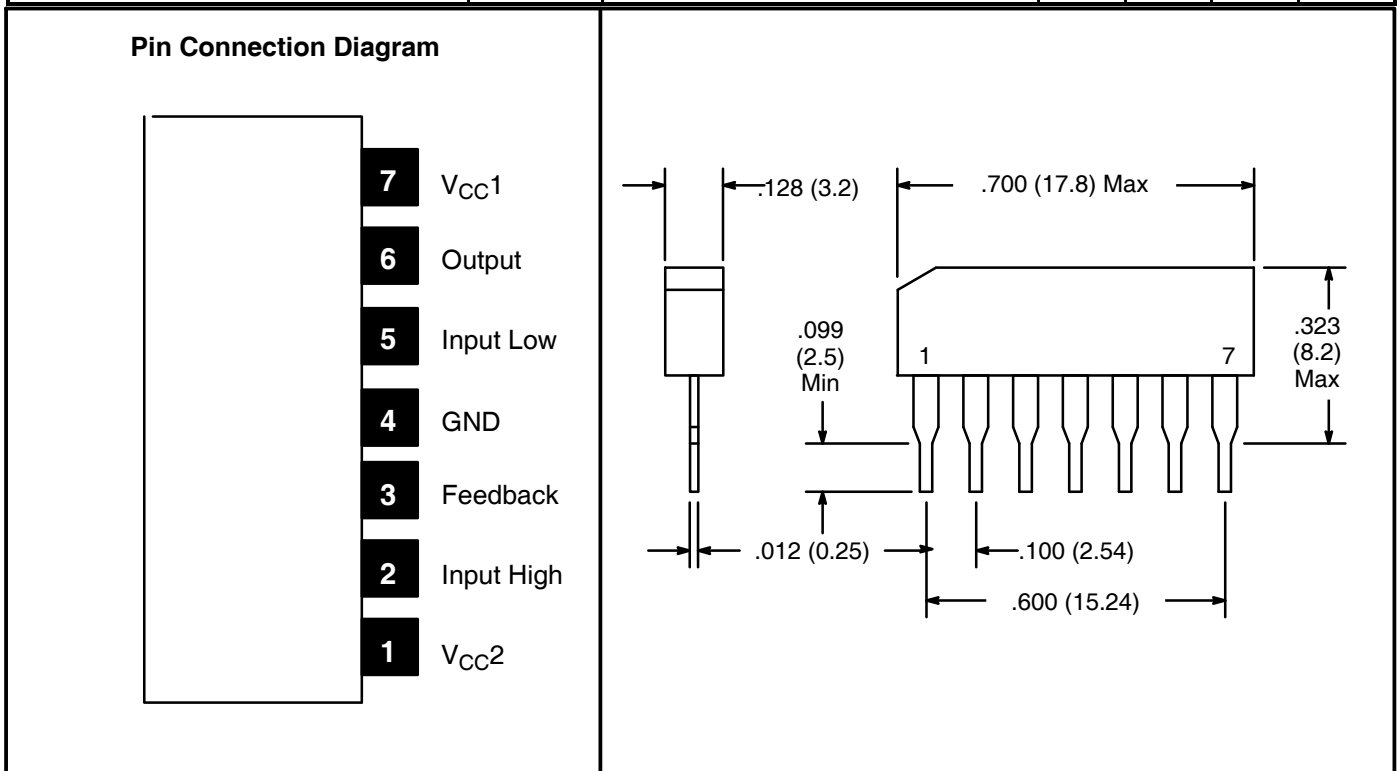 Pin Connection Diagram
7 VCC1
6 Output
5 Input Low
4 GND
3 Feedback
2 Input High
1 VCC2
.128 (3.2)
.700 (17.8) Max
.099
(2.5)
Min
1
7
.323
(8.2)
Max
.012 (0.25)
.100 (2.54)
.600 (15.24)